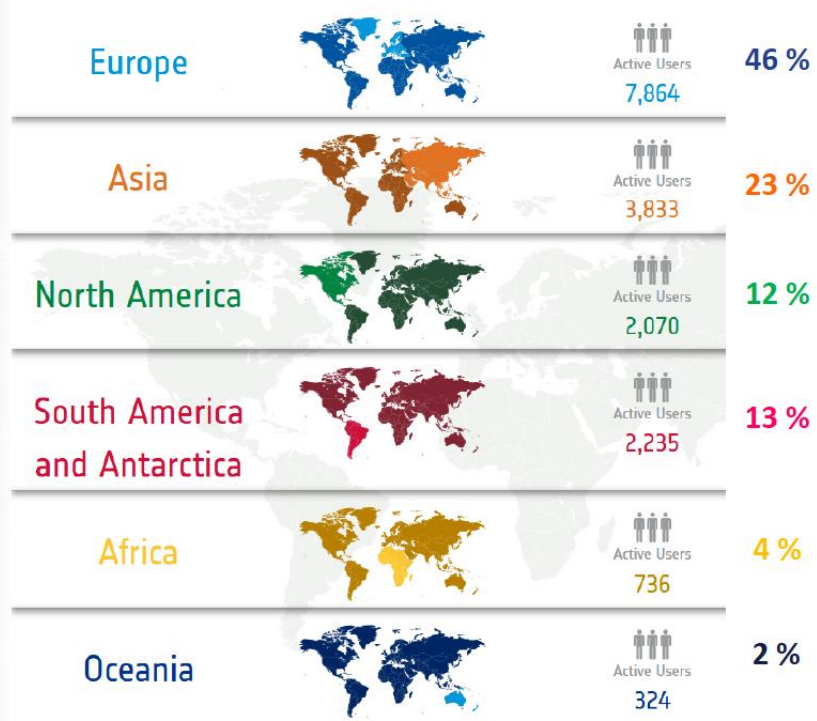 Europe
Active Users
7,864
46 %
Asia
Active Users
3,833
23 %
North America
Active Users
2,070
12 %
South America
and Antarctica
Active Users
2,235
13 %
Africa
Active Users
736
4 %
Oceania
Active Users
324
2 %